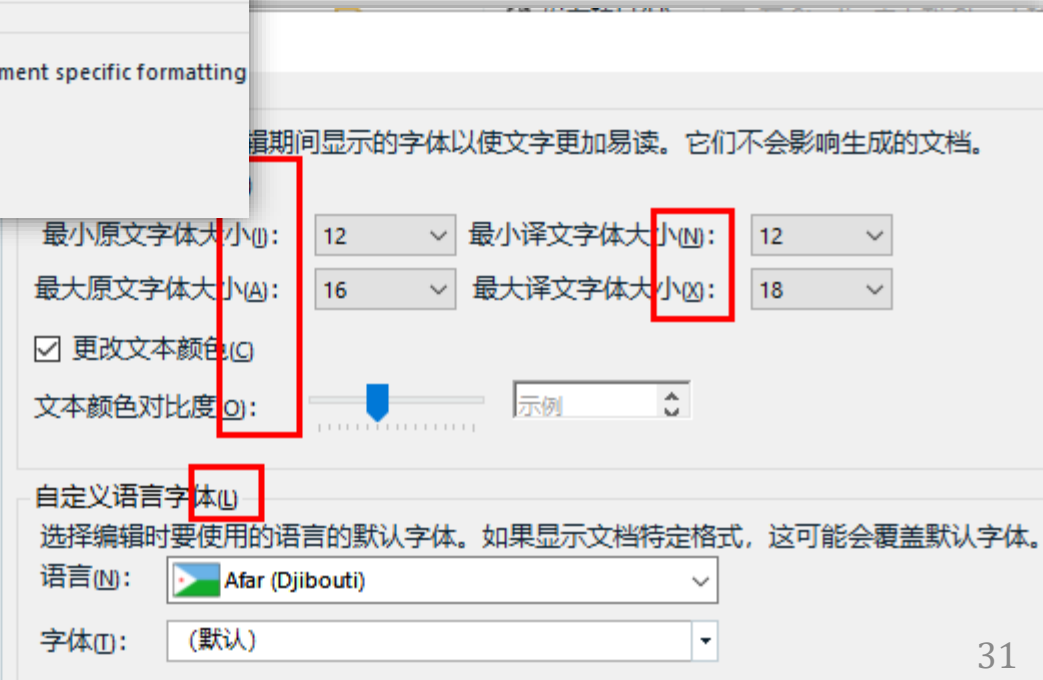 ment specific formatting
辑期间显示的字体以使文字更加易读。它们不会影响生成的文档。
最小原文字体大小(I): 12 最小译文字体大小(N): 12
最大原文字体大小(A): 16 最大译文字体大小(X): 18
更改文本颜色(C)
文本颜色对比度(O): 示例
自定义语言字体(L)
选择编辑时要使用的语言的默认字体。如果显示文档特定格式，这可能会覆盖默认字体。
语言(N): Afar (Djibouti)
字体(T): (默认)
31